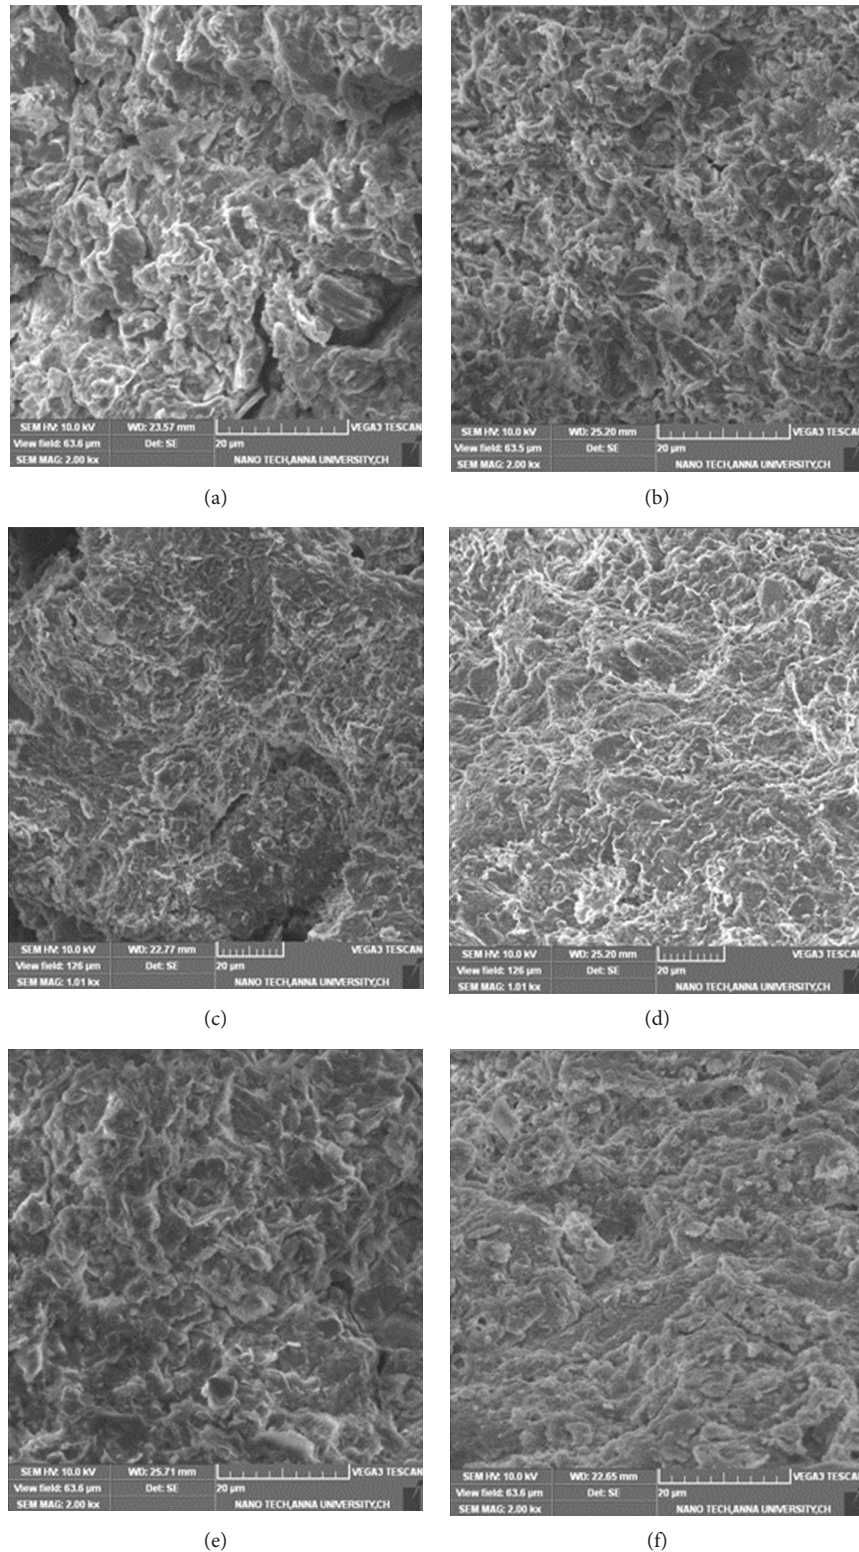 SEM HV: 10.0 kV WD: 23.57 mm VEGA3 TESCAN
View field: 63.6 µm Det: SE 20 µm
SEM MAG: 2.00 kx NANO TECH,ANNA UNIVERSITY,CH
(a)
SEM HV: 10.0 kV WD: 25.20 mm VEGA3 TESCAN
View field: 63.5 µm Det: SE 20 µm
SEM MAG: 2.00 kx NANO TECH,ANNA UNIVERSITY,CH
(b)
SEM HV: 10.0 kV WD: 22.77 mm VEGA3 TESCAN
View field: 126 µm Det: SE 20 µm
SEM MAG: 1.01 kx NANO TECH,ANNA UNIVERSITY,CH
(c)
SEM HV: 10.0 kV WD: 25.20 mm VEGA3 TESCAN
View field: 126 µm Det: SE 20 µm
SEM MAG: 1.01 kx NANO TECH,ANNA UNIVERSITY,CH
(d)
SEM HV: 10.0 kV WD: 25.71 mm VEGA3 TESCAN
View field: 63.6 µm Det: SE 20 µm
SEM MAG: 2.00 kx NANO TECH,ANNA UNIVERSITY,CH
(e)
SEM HV: 10.0 kV WD: 22.65 mm VEGA3 TESCAN
View field: 63.6 µm Det: SE 20 µm
SEM MAG: 2.00 kx NANO TECH,ANNA UNIVERSITY,CH
(f)